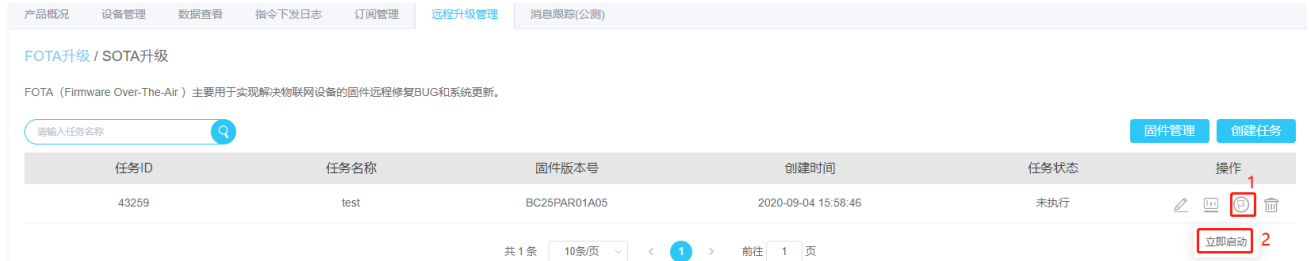 产品概况 设备管理 数据查看 指令下发日志 订阅管理 远程升级管理 消息跟踪(公测)
FOTA升级 / SOTA升级
FOTA（Firmware Over-The-Air ）主要用于实现解决物联网设备的固件远程修复BUG和系统更新。
请输入任务名称 固件管理 创建任务
任务ID 任务名称 固件版本号 创建时间 任务状态 操作
1
43259 test BC25PAR01A05 2020-09-04 15:58:46 未执行
立即启动 2
共 1 条 10条/页 < 1 > 前往 1 页